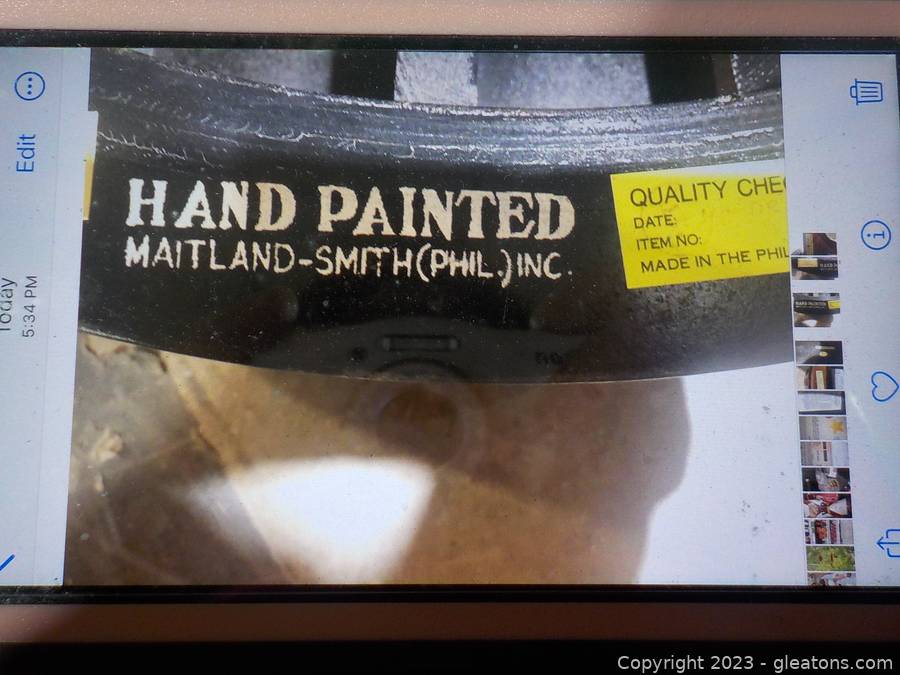 Edit
Today
5:34 PM
HAND PAINTED
MAITLAND-SMITH(PHIL.)INC.
QUALITY CHE
DATE:
ITEM NO:
MADE IN THE PHIL
Copyright 2023 - gleatons.com